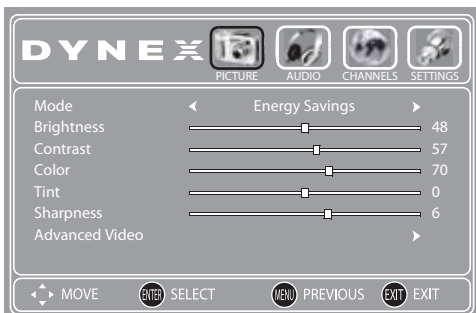 DYNEX
PICTURE AUDIO CHANNELS SETTINGS
Mode Energy Savings
Brightness 48
Contrast 57
Color 70
Tint 0
Sharpness 6
Advanced Video
MOVE ENTER SELECT MENU PREVIOUS EXIT EXIT